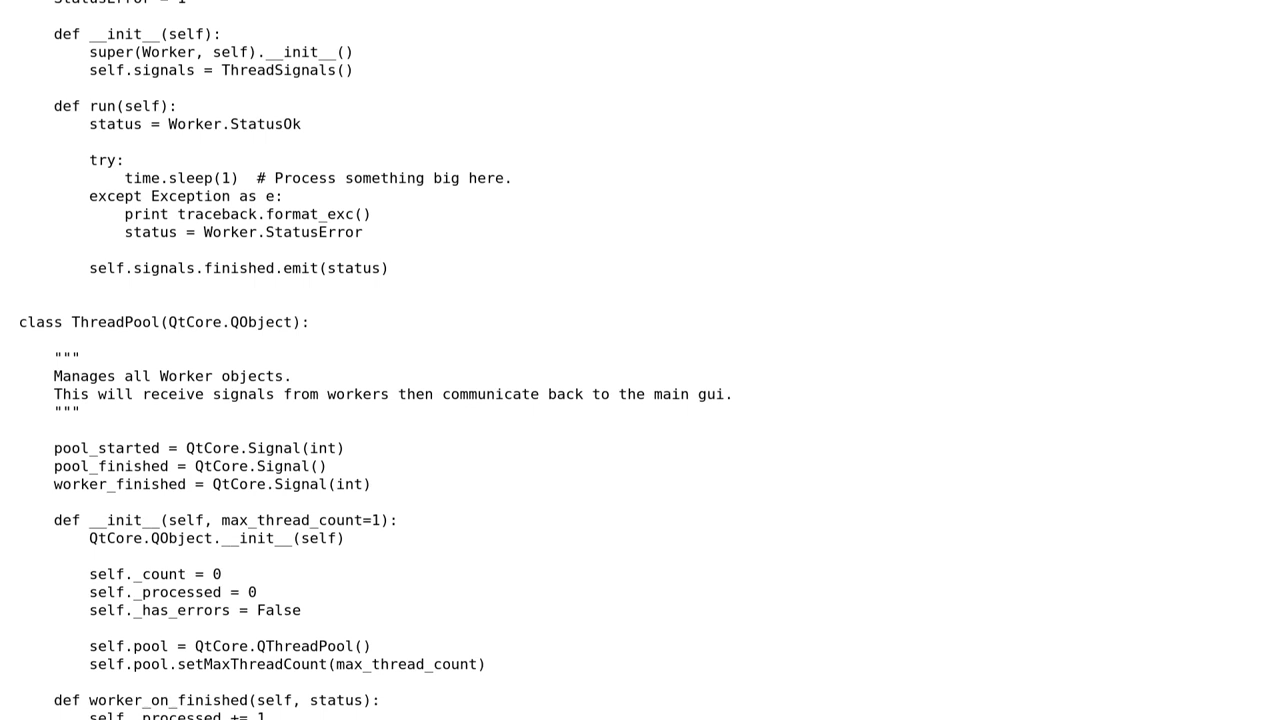 StatusError = 1
def __init__(self):
super(Worker, self).__init__()
self.signals = ThreadSignals()
def run(self):
status = Worker.StatusOk
try:
time.sleep(1)  # Process something big here.
except Exception as e:
print traceback.format_exc()
status = Worker.StatusError
self.signals.finished.emit(status)
class ThreadPool(QtCore.QObject):
"""
Manages all Worker objects.
This will receive signals from workers then communicate back to the main gui.
"""
pool_started = QtCore.Signal(int)
pool_finished = QtCore.Signal()
worker_finished = QtCore.Signal(int)
def __init__(self, max_thread_count=1):
QtCore.QObject.__init__(self)
self._count = 0
self._processed = 0
self._has_errors = False
self.pool = QtCore.QThreadPool()
self.pool.setMaxThreadCount(max_thread_count)
def worker_on_finished(self, status):
self._processed += 1